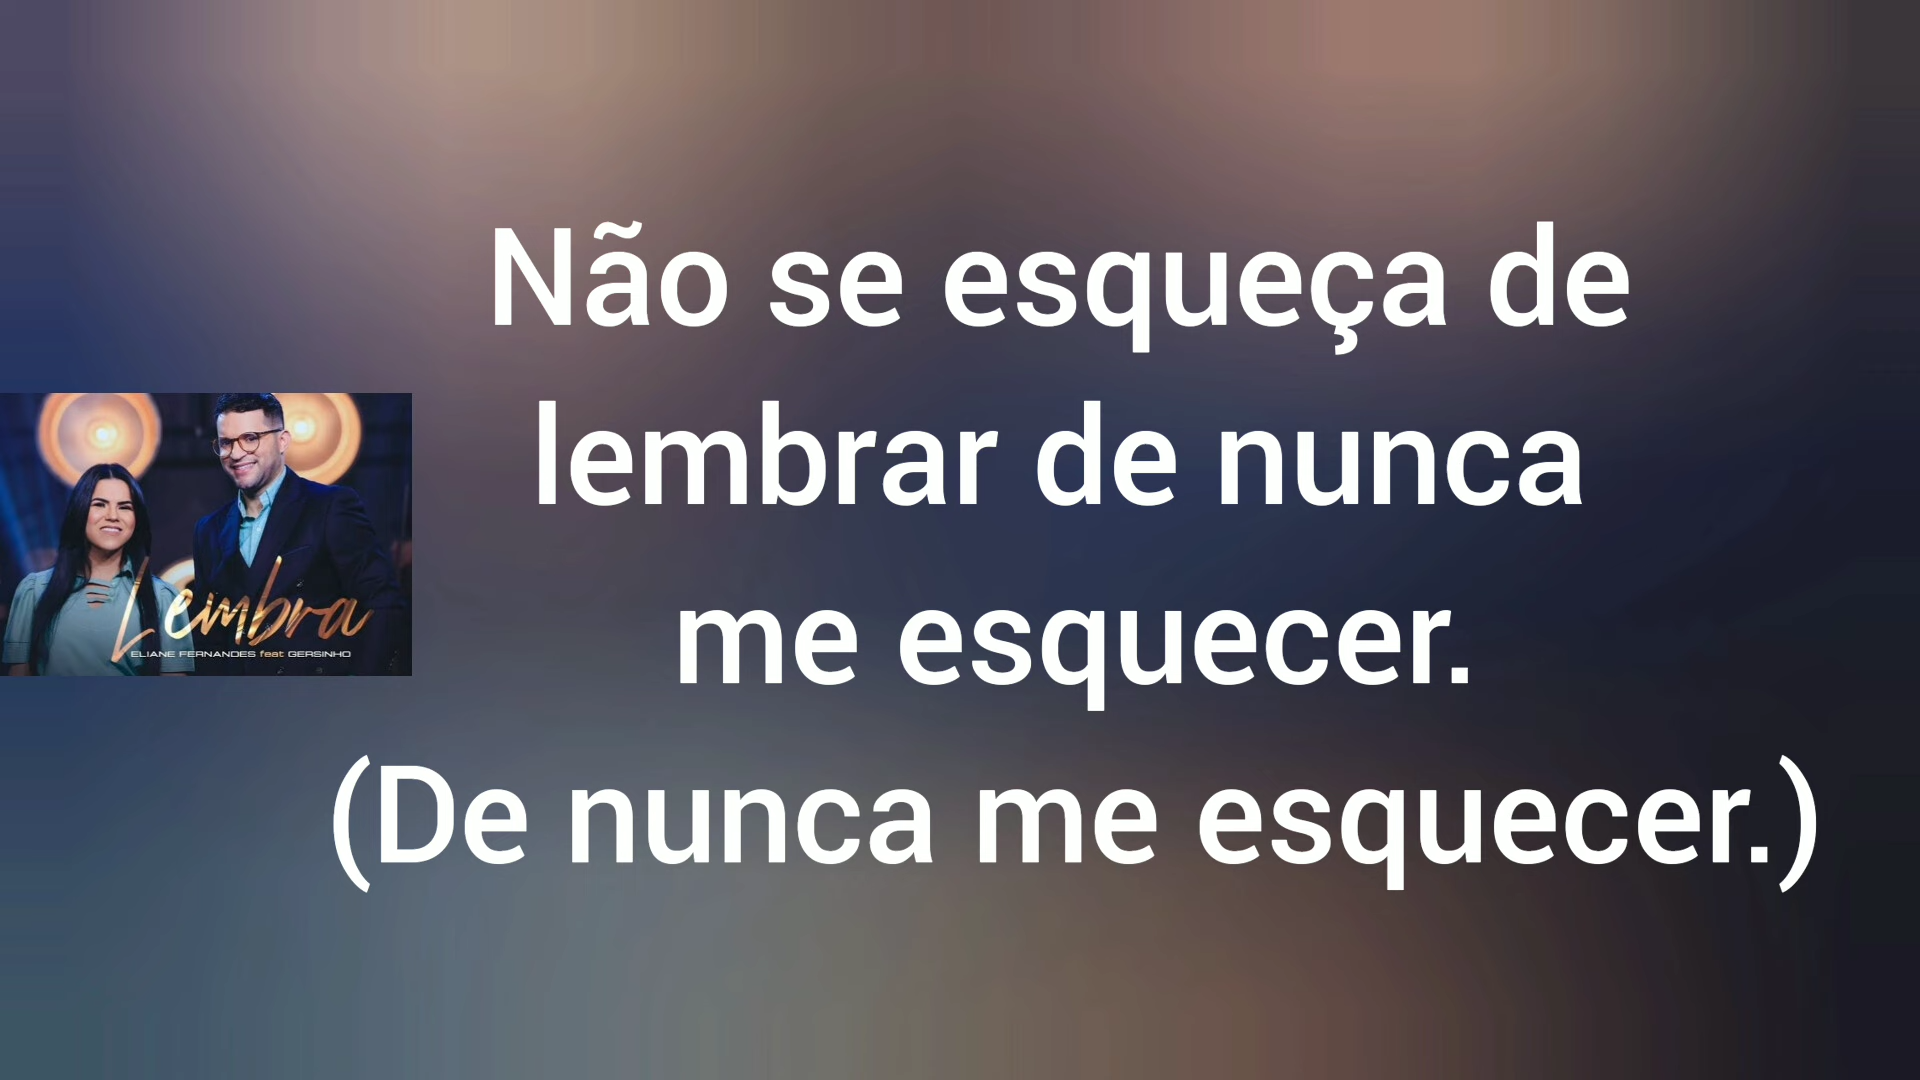 Não se esqueça de
lembrar de nunca
me esquecer.
(De nunca me esquecer.)
Lembra
ELIANE FERNANDES feat GERSINHO